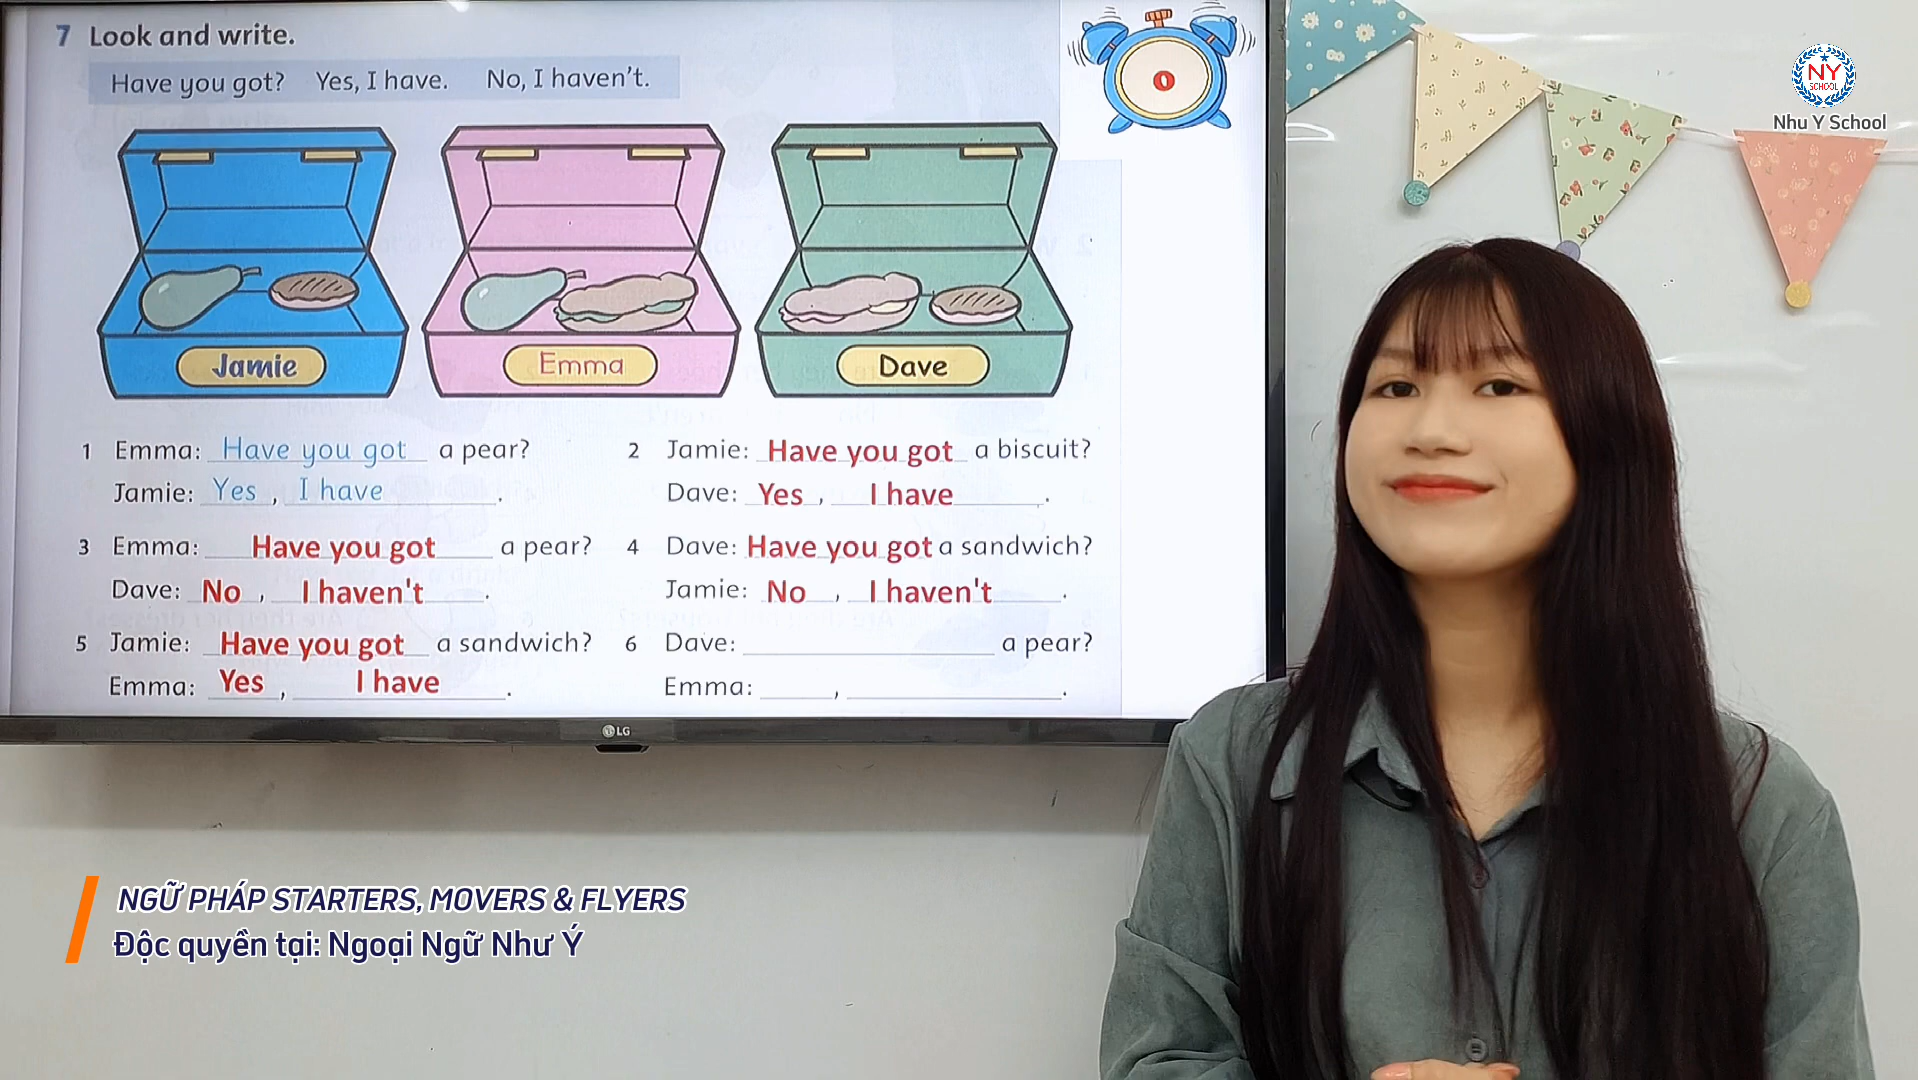 7 Look and write.
Have you got? Yes, I have. No, I haven't.
0
NY
SCHOOL
Nhu Y School
Jamie
Emma
Dave
1 Emma: Have you got a pear?
Jamie: Yes, I have.
2 Jamie: Have you got a biscuit?
Dave: Yes, I have.
3 Emma: Have you got a pear?
Dave: No, I haven't.
4 Dave: Have you got a sandwich?
Jamie: No, I haven't.
5 Jamie: Have you got a sandwich?
Emma: Yes, I have.
6 Dave: ____ a pear?
Emma: ____, ____.
LG
NGỮ PHÁP STARTERS, MOVERS & FLYERS
Độc quyền tại: Ngoại Ngữ Như Ý